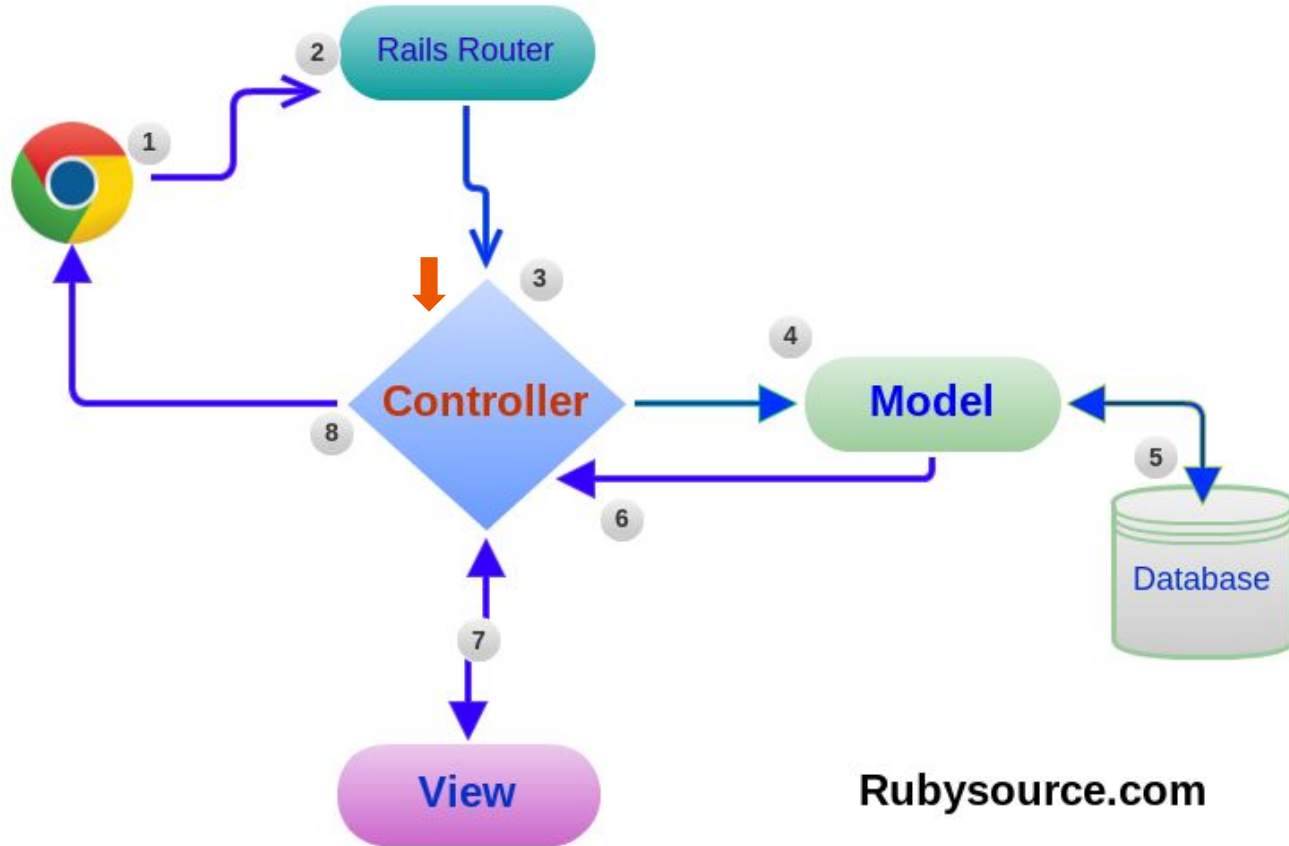 2
Rails Router
1
3
4
Controller
Model
8
5
6
Database
7
View
Rubysource.com